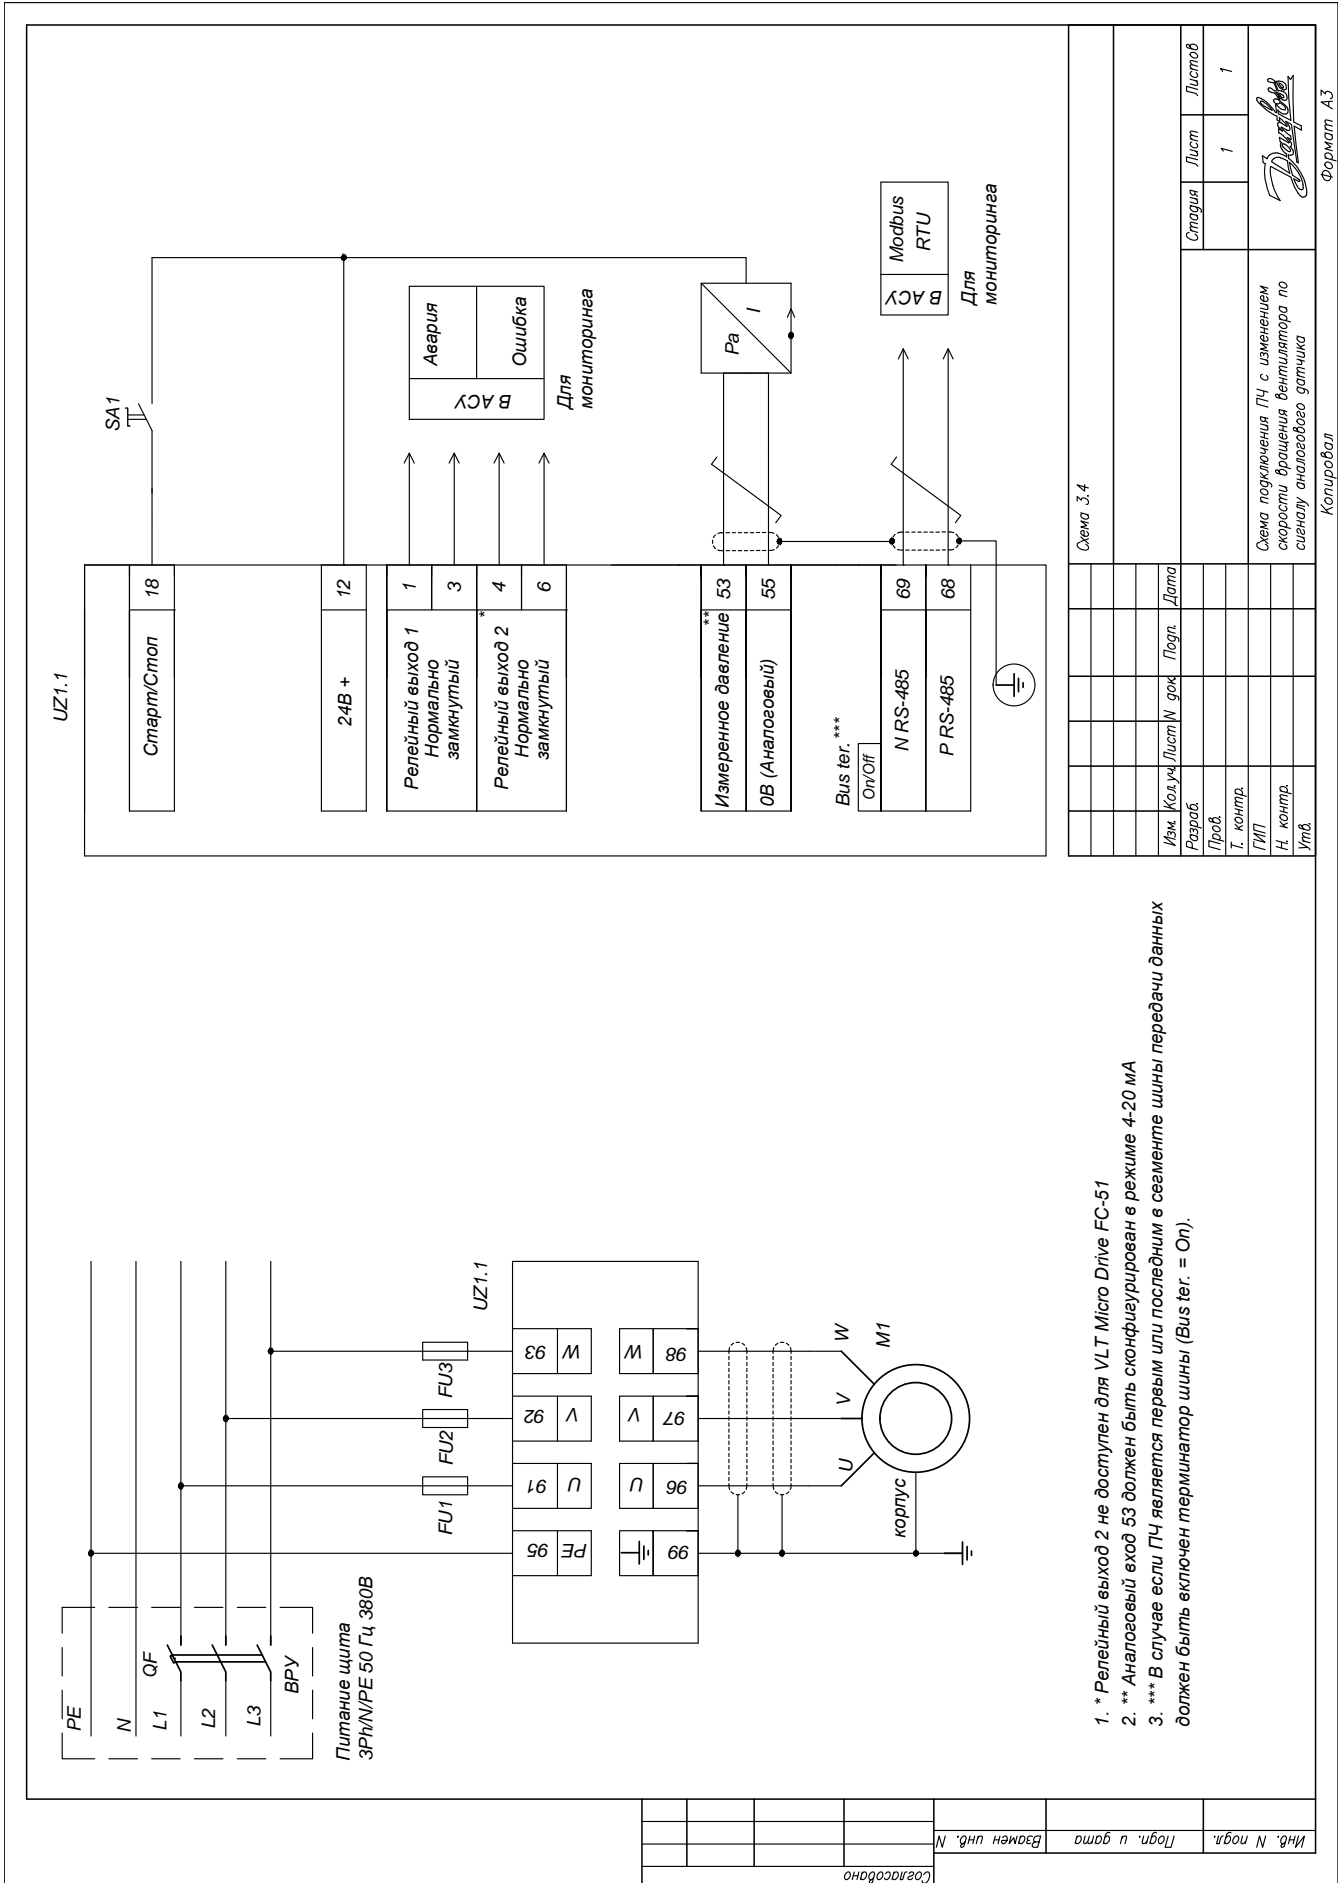 PE
N
L1
L2
L3
QF
ВРУ
Питание щита
3Ph/N/PE 50 Гц 380В
FU1
FU2
FU3
UZ1.1
95
91
92
93
PE
U
V
W
U
V
W
99
96
97
98
U
V
W
M1
корпус
UZ1.1
Старт/Стоп
18
SA1
24В +
12
Релейный выход 1
Нормально
замкнутый
1
3
Релейный выход 2
Нормально
замкнутый
*
4
6
В АСУ
Авария
Ошибка
Для
мониторинга
Измеренное давление
**
53
0В (Аналоговый)
55
Pa
I
Bus ter. ***
On/Off
N RS-485
69
P RS-485
68
В АСУ
Modbus
RTU
Для
мониторинга
1. * Релейный выход 2 не доступен для VLT Micro Drive FC-51
2. ** Аналоговый вход 53 должен быть сконфигурирован в режиме 4-20 мА
3. *** В случае если ПЧ является первым или последним в сегменте шины передачи данных
должен быть включен терминатор шины (Bus ter. = On).
Схема 3.4
Изм. Кол.уч Лист N док Подп. Дата
Разраб.
Пров.
Т. контр.
ГИП
Н. контр.
Утв.
Схема подключения ПЧ с изменением
скорости вращения вентилятора по
сигналу аналогового датчика
Стадия Лист Листов
1 1
Danfoss
Копировал
Формат А3
Согласовано
Взамен инв. N
Подп. и дата
Инв. N подл.